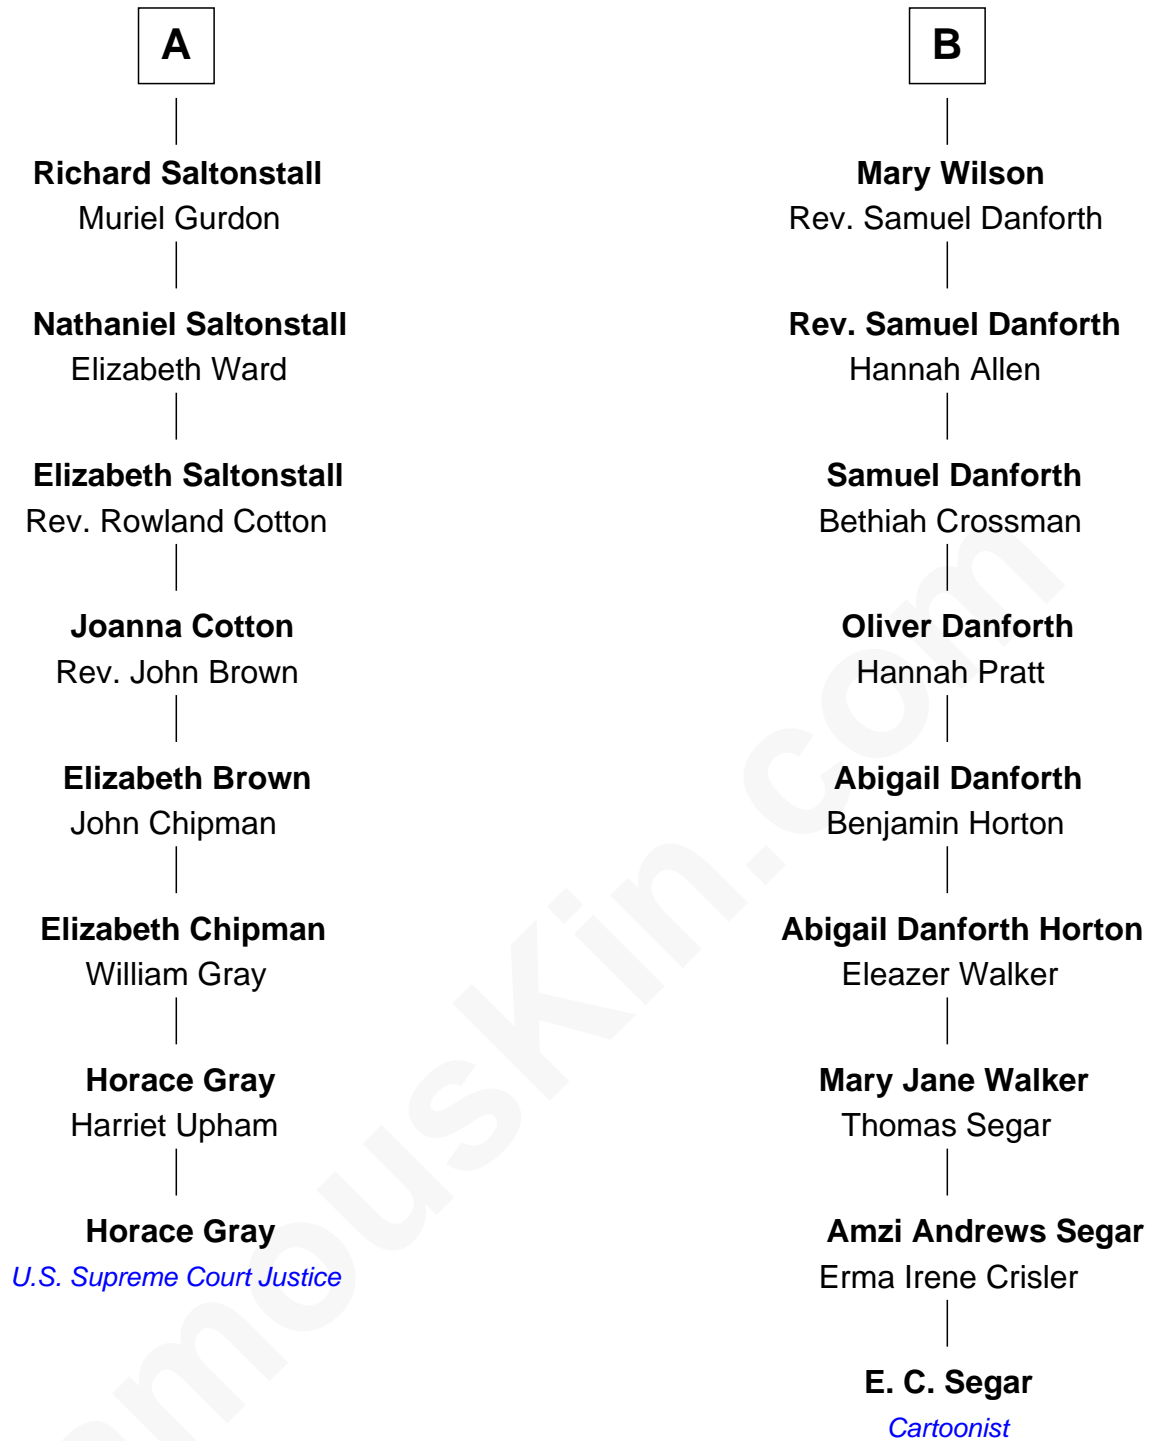 A
Richard Saltonstall
Muriel Gurdon
Nathaniel Saltonstall
Elizabeth Ward
Elizabeth Saltonstall
Rev. Rowland Cotton
Joanna Cotton
Rev. John Brown
Elizabeth Brown
John Chipman
Elizabeth Chipman
William Gray
Horace Gray
Harriet Upham
Horace Gray
U.S. Supreme Court Justice
B
Mary Wilson
Rev. Samuel Danforth
Rev. Samuel Danforth
Hannah Allen
Samuel Danforth
Bethiah Crossman
Oliver Danforth
Hannah Pratt
Abigail Danforth
Benjamin Horton
Abigail Danforth Horton
Eleazer Walker
Mary Jane Walker
Thomas Segar
Amzi Andrews Segar
Erma Irene Crisler
E. C. Segar
Cartoonist
amouskin.com